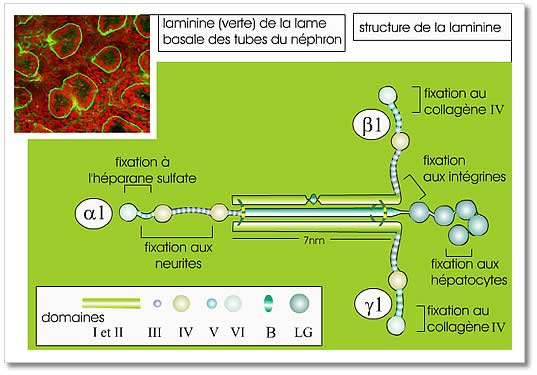 laminine (verte) de la lame
basale des tubes du néphron
structure de la laminine
fixation au
collagène IV
β1
fixation à
l'héparane sulfate
fixation
aux intégrines
α1
fixation aux
neurites
7nm
fixation aux
hépatocytes
γ1
fixation au
collagène IV
domaines
I et II
III
IV
V
VI
B
LG